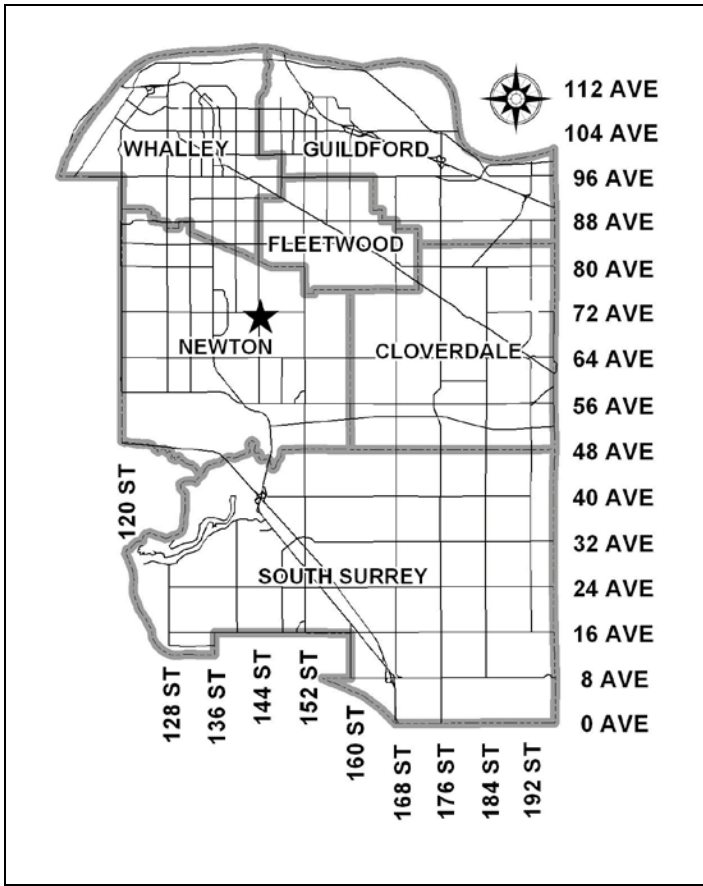 112 AVE
104 AVE
WHALLEY
GUILDFORD
96 AVE
88 AVE
FLEETWOOD
80 AVE
72 AVE
NEWTON
CLOVERDALE
64 AVE
56 AVE
48 AVE
120 ST
40 AVE
32 AVE
SOUTH SURREY
24 AVE
16 AVE
128 ST
136 ST
144 ST
152 ST
8 AVE
160 ST
0 AVE
168 ST
176 ST
184 ST
192 ST